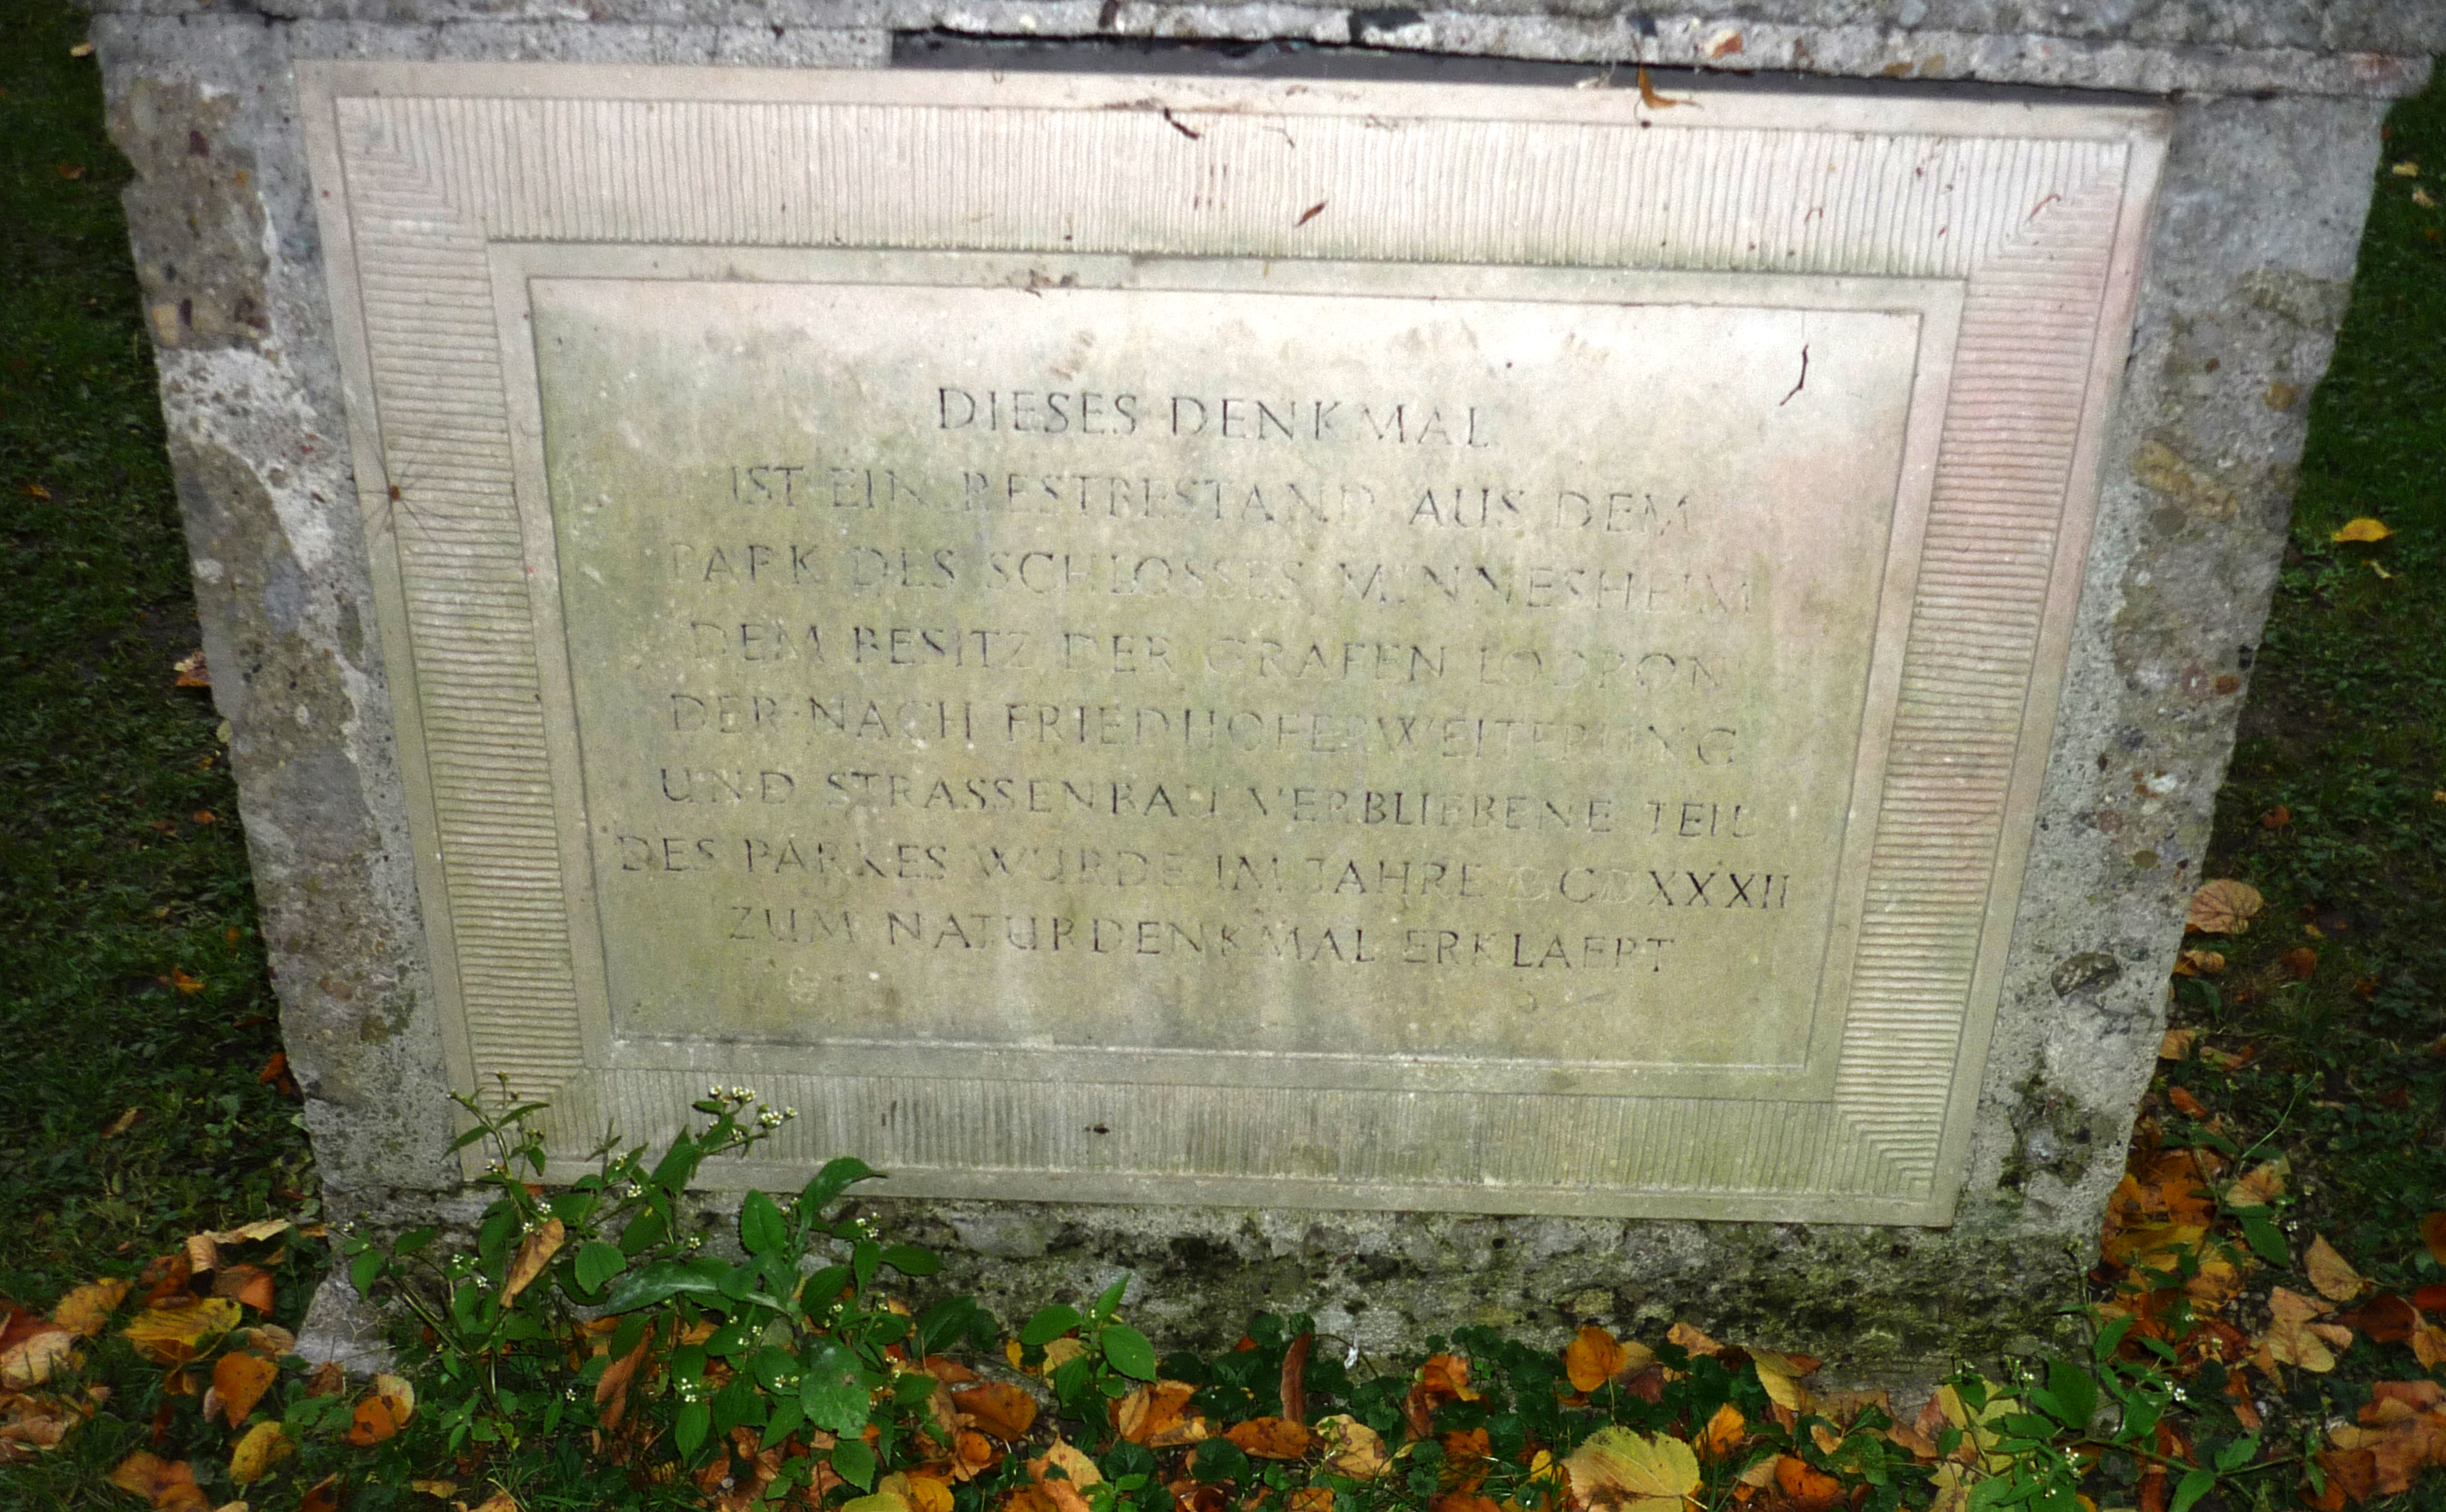 DIESES DENKMAL
IST EIN RESTBESTAND AUS DEM
PARK DES SCHLOSSES MINNESHEIM
DEM BESITZ DER GRAFEN LODRON
DER NACH FRIEDHOFERWEITERUNG
UND STRASSENBAU VERBLIEBENE TEIL
DES PARKES WURDE IM JAHRE
ZUM NATURDENKMAL ERKLAERT